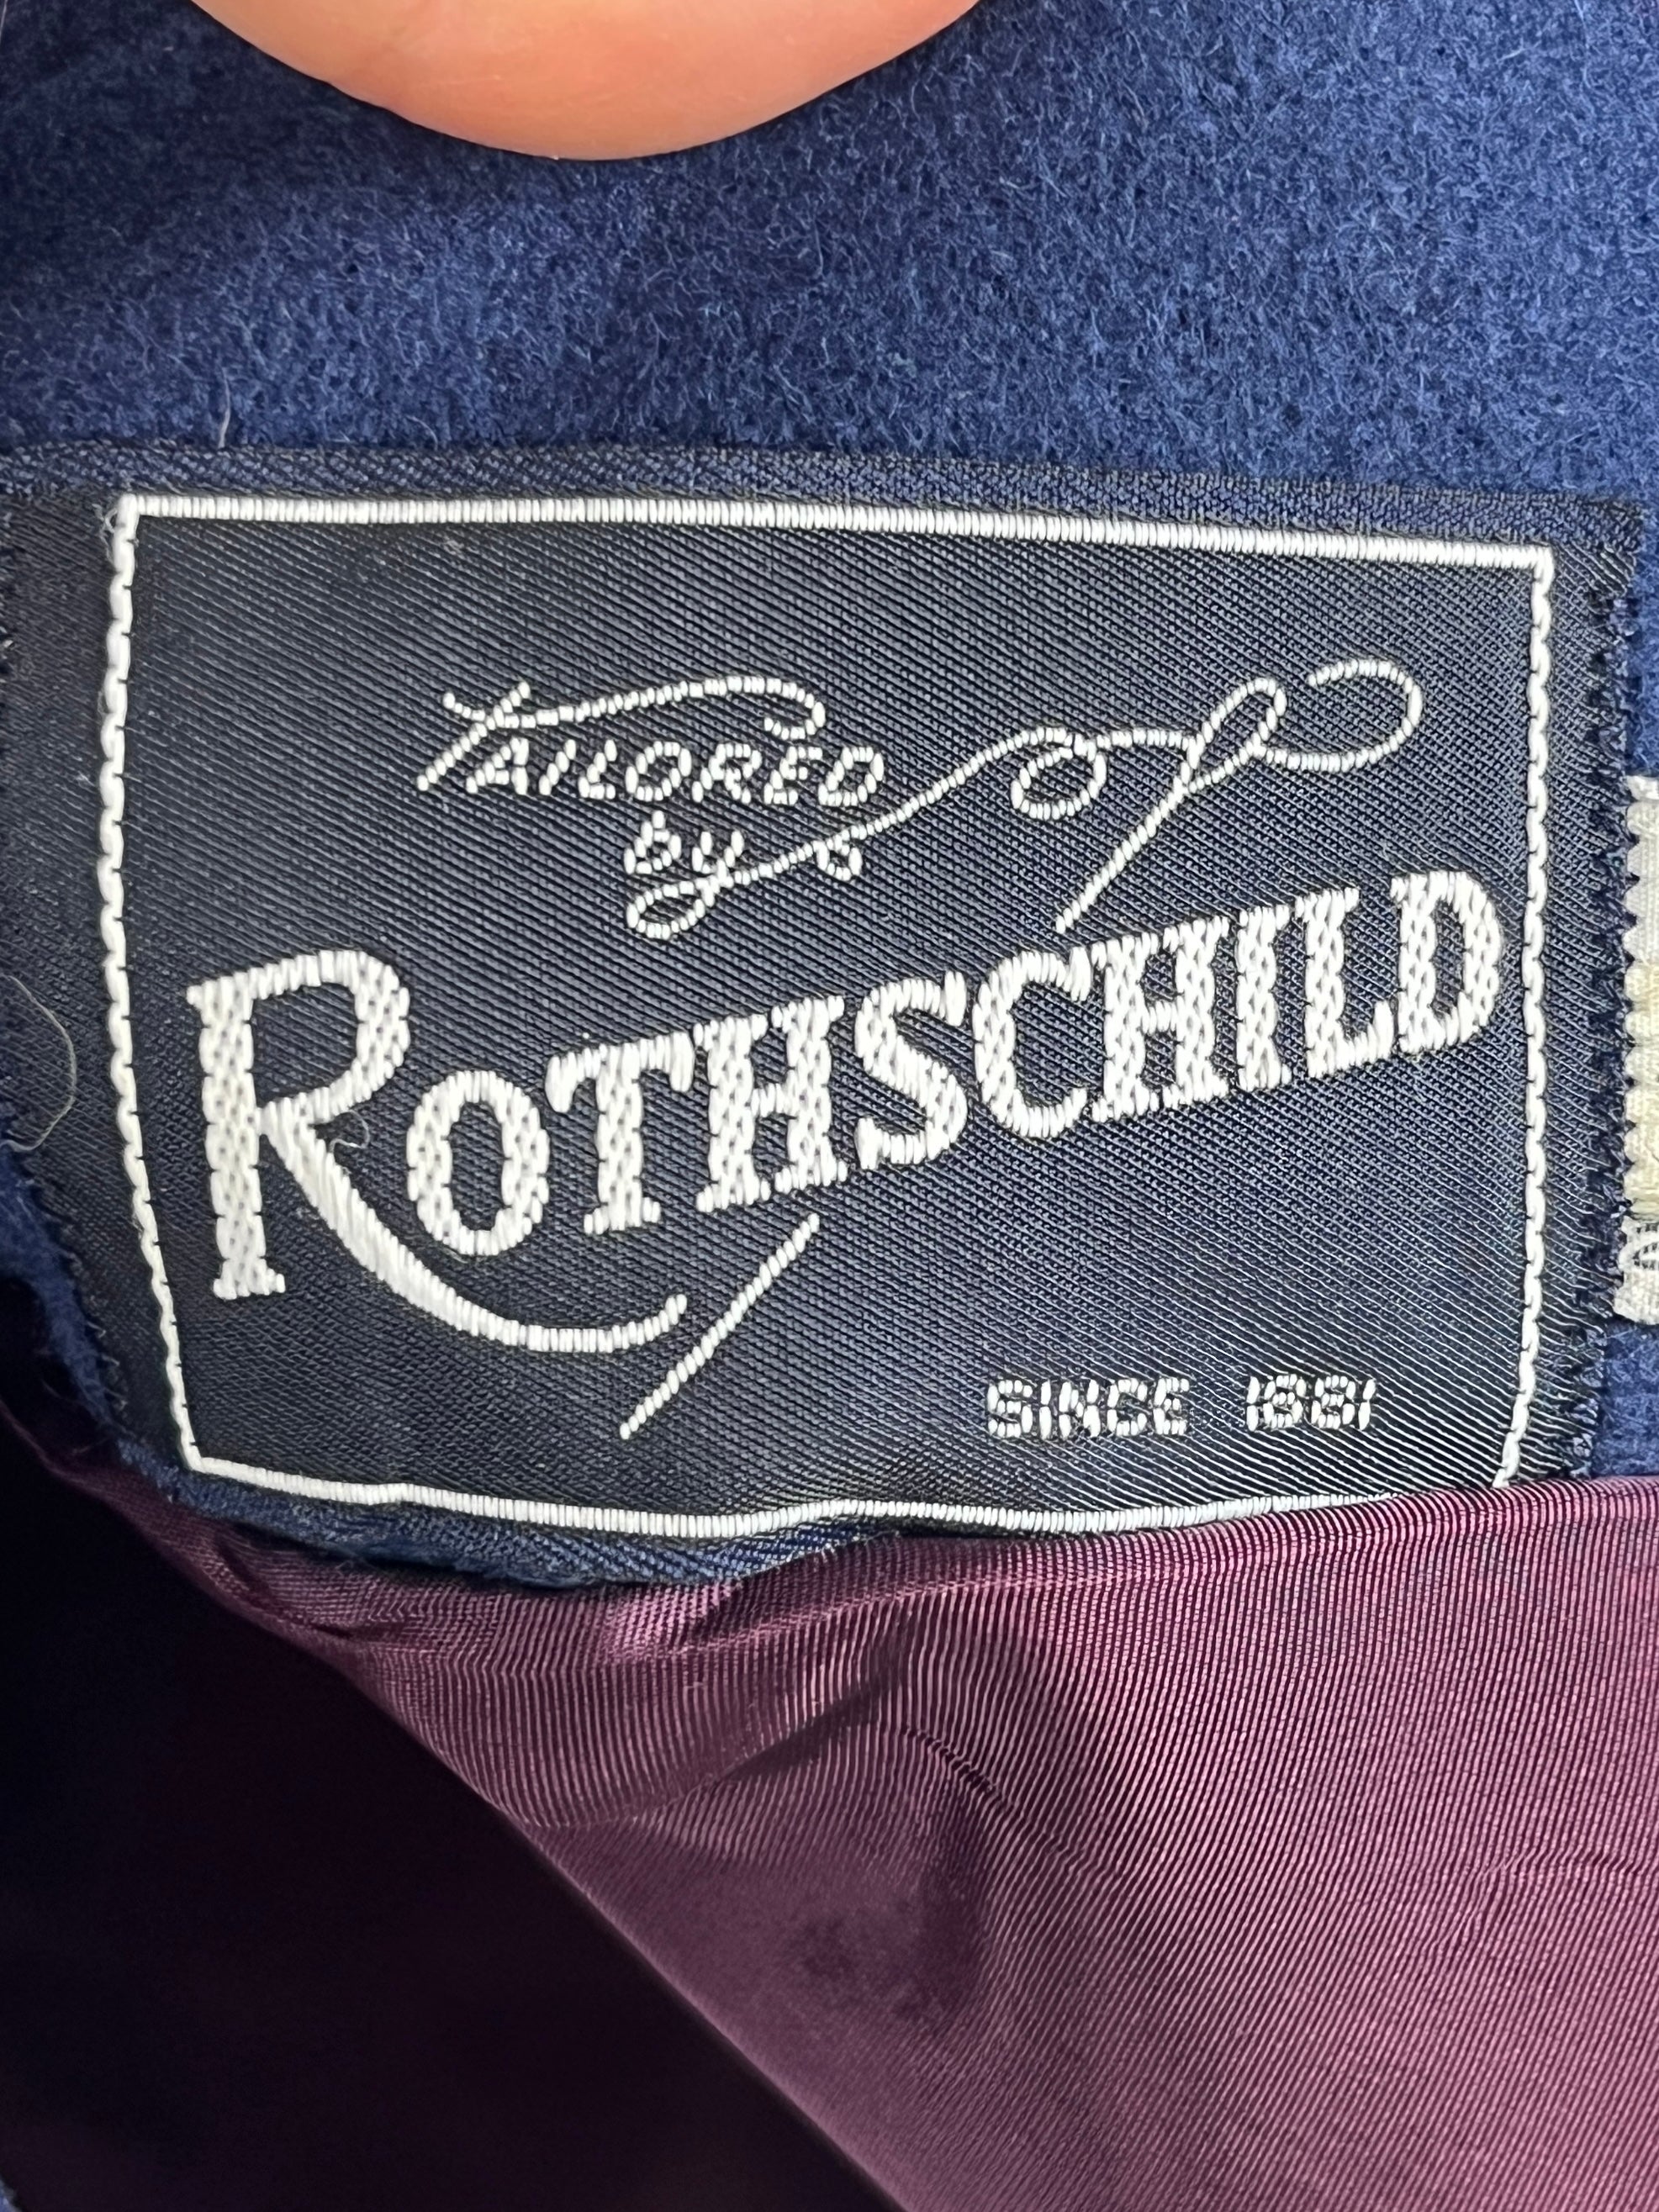 TAILORED
by
ROTHSCHILD
SINCE 1881